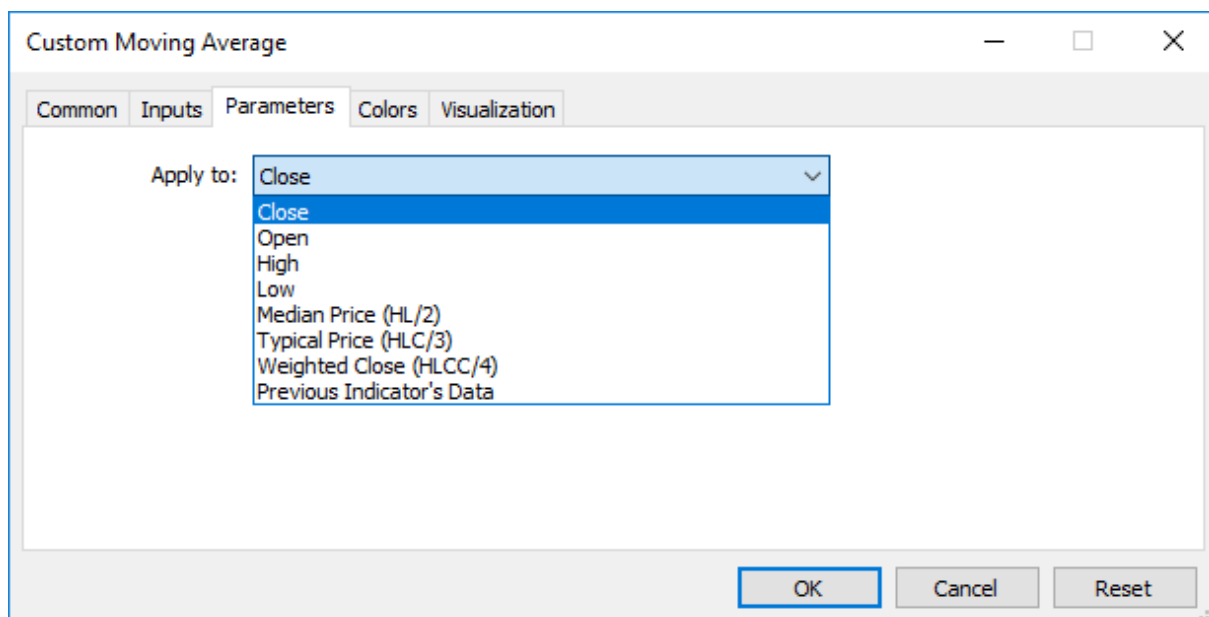 Custom Moving Average
Common Inputs Parameters Colors Visualization
Apply to: Close
Close
Open
High
Low
Median Price (HL/2)
Typical Price (HLC/3)
Weighted Close (HLCC/4)
Previous Indicator's Data
OK Cancel Reset